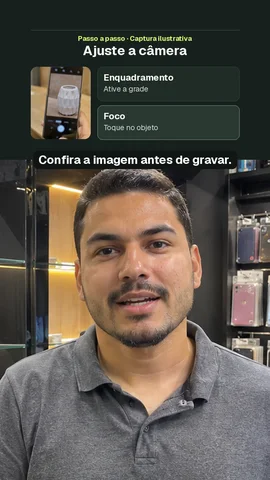 Passo a passo · Captura ilustrativa
Ajuste a câmera
Enquadramento
Ative a grade
Foco
Toque no objeto
Confira a imagem antes de gravar.